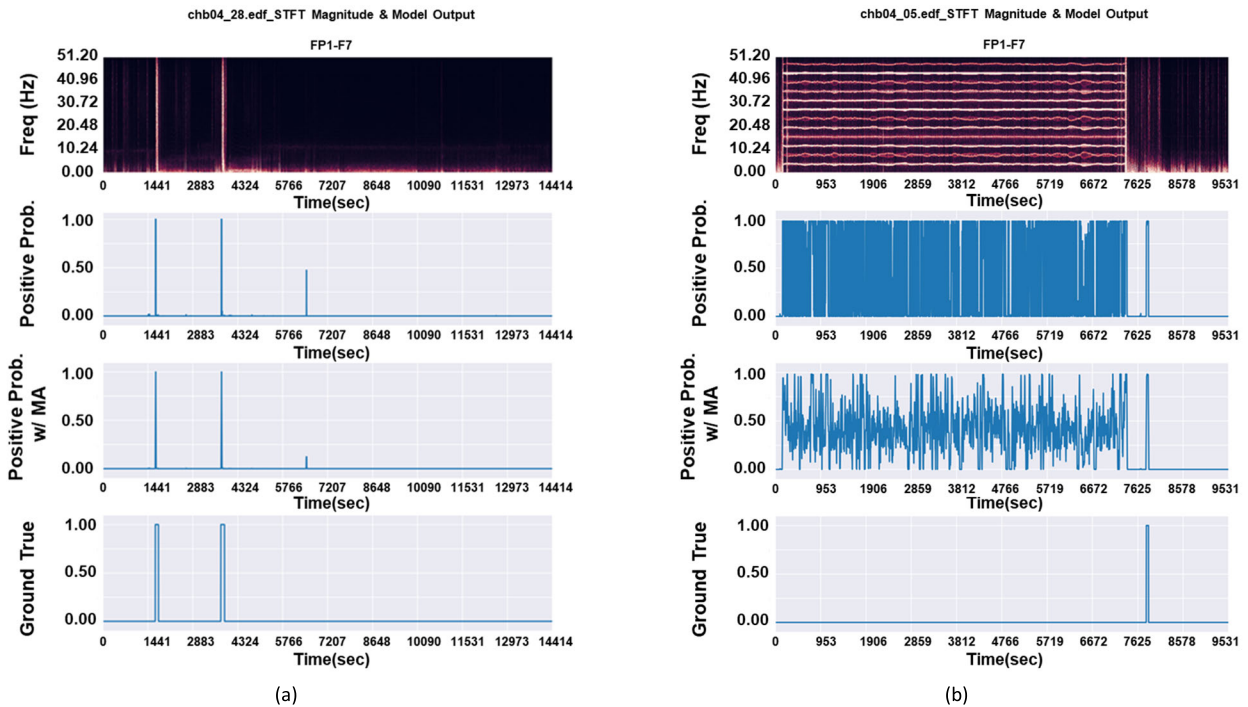 chb04_28.edf_STFT Magnitude & Model Output
FP1-F7
Freq (Hz)
51.20
40.96
30.72
20.48
10.24
0.00
0 1441 2883 4324 5766 7207 8648 10090 11531 12973 14414
Time(sec)
Positive Prob.
1.00
0.50
0.00
0 1441 2883 4324 5766 7207 8648 10090 11531 12973 14414
Time(sec)
Positive Prob.
w/ MA
1.00
0.50
0.00
0 1441 2883 4324 5766 7207 8648 10090 11531 12973 14414
Time(sec)
Ground True
1.00
0.50
0.00
0 1441 2883 4324 5766 7207 8648 10090 11531 12973 14414
Time(sec)
(a)
chb04_05.edf_STFT Magnitude & Model Output
FP1-F7
Freq (Hz)
51.20
40.96
30.72
20.48
10.24
0.00
0 953 1906 2859 3812 4766 5719 6672 7625 8578 9531
Time(sec)
Positive Prob.
1.00
0.50
0.00
0 953 1906 2859 3812 4766 5719 6672 7625 8578 9531
Time(sec)
Positive Prob.
w/ MA
1.00
0.50
0.00
0 953 1906 2859 3812 4766 5719 6672 7625 8578 9531
Time(sec)
Ground True
1.00
0.50
0.00
0 953 1906 2859 3812 4766 5719 6672 7625 8578 9531
Time(sec)
(b)